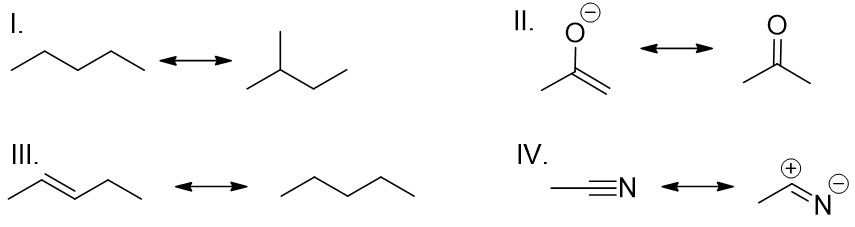 I.
II.
O
⊖
O
III.
IV.
N
⊕
N
⊖